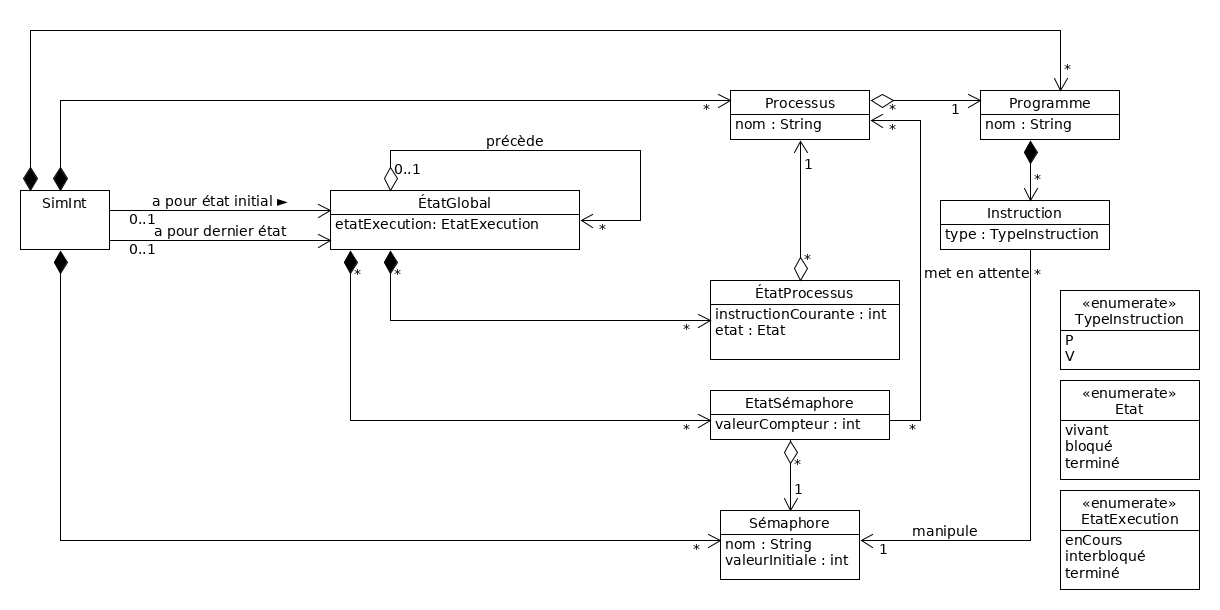 *
Processus
nom : String
*
*
1
*
Programme
nom : String
précède
0..1
1
*
SimInt
a pour état initial ►
0..1
a pour dernier état
0..1
ÉtatGlobal
etatExecution: EtatExecution
*
Instruction
type : TypeInstruction
*
*
*
met en attente
*
ÉtatProcessus
instructionCourante : int
etat : Etat
*
«enumerate»
TypeInstruction
P
V
EtatSémaphore
valeurCompteur : int
*
*
«enumerate»
Etat
vivant
bloqué
terminé
*
1
Sémaphore
nom : String
valeurInitiale : int
*
manipule
1
«enumerate»
EtatExecution
enCours
interbloqué
terminé